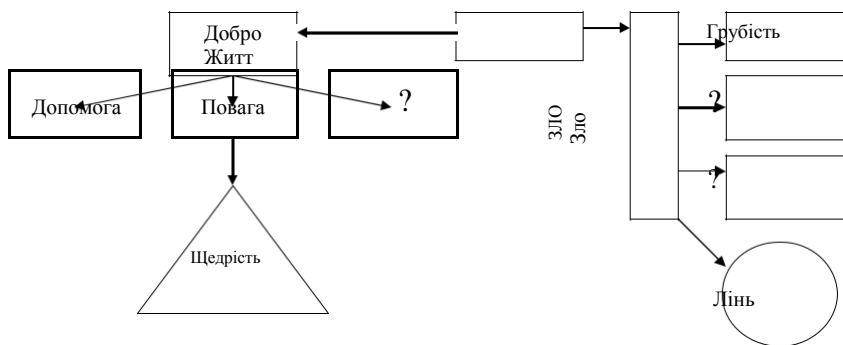 Добро
Житт
Грубість
Допомога
Повага
?
?
ЗЛО
Зло
?
Щедрість
Лінь